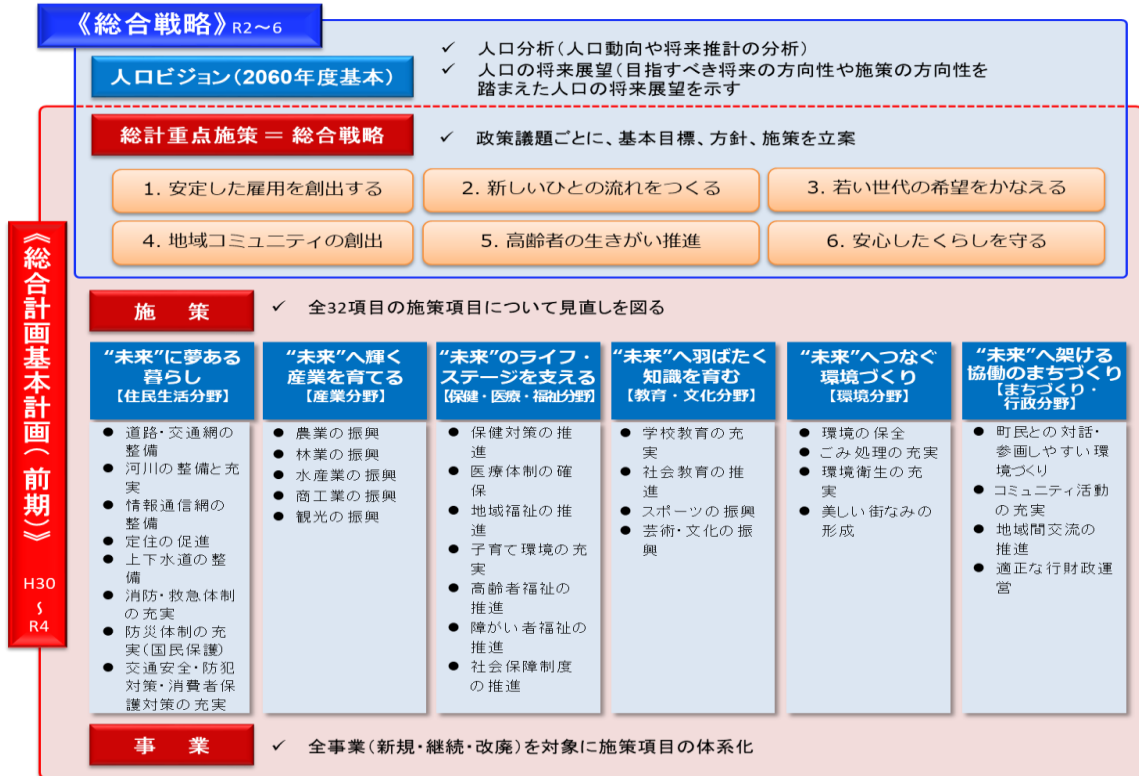 《総合戦略》R2～6
人口ビジョン（2060年度基本）
✓ 人口分析（人口動向や将来推計の分析）
✓ 人口の将来展望（目指すべき将来の方向性や施策の方向性を
踏まえた人口の将来展望を示す
総計重点施策＝総合戦略
✓ 政策議題ごとに、基本目標、方針、施策を立案
1. 安定した雇用を創出する
2. 新しいひとの流れをつくる
3. 若い世代の希望をかなえる
4. 地域コミュニティの創出
5. 高齢者の生きがい推進
6. 安心したくらしを守る
《総合計画基本計画（前期）》
H30
～
R4
施　策
✓ 全32項目の施策項目について見直しを図る
“未来”に夢ある
暮らし
【住民生活分野】
● 道路・交通網の
整備
● 河川の整備と充
実
● 情報通信網の
整備
● 定住の促進
● 上下水道の整
備
● 消防・救急体制
の充実
● 防災体制の充
実（国民保護）
● 交通安全・防犯
対策・消費者保
護対策の充実
“未来”へ輝く
産業を育てる
【産業分野】
● 農業の振興
● 林業の振興
● 水産業の振興
● 商工業の振興
● 観光の振興
“未来”のライフ・
ステージを支える
【保健・医療・福祉分野】
● 保健対策の推
進
● 医療体制の確
保
● 地域福祉の推
進
● 子育て環境の充
実
● 高齢者福祉の
推進
● 障がい者福祉の
推進
● 社会保障制度
の推進
“未来”へ羽ばたく
知識を育む
【教育・文化分野】
● 学校教育の充
実
● 社会教育の推
進
● スポーツの振興
● 芸術・文化の振
興
“未来”へつなぐ
環境づくり
【環境分野】
● 環境の保全
● ごみ処理の充実
● 環境衛生の充
実
● 美しい街なみの
形成
“未来”へ架ける
協働のまちづくり
【まちづくり・
行政分野】
● 町民との対話・
参画しやすい環
境づくり
● コミュニティ活動
の充実
● 地域間交流の
推進
● 適正な行財政運
営
事　業
✓ 全事業（新規・継続・改廃）を対象に施策項目の体系化